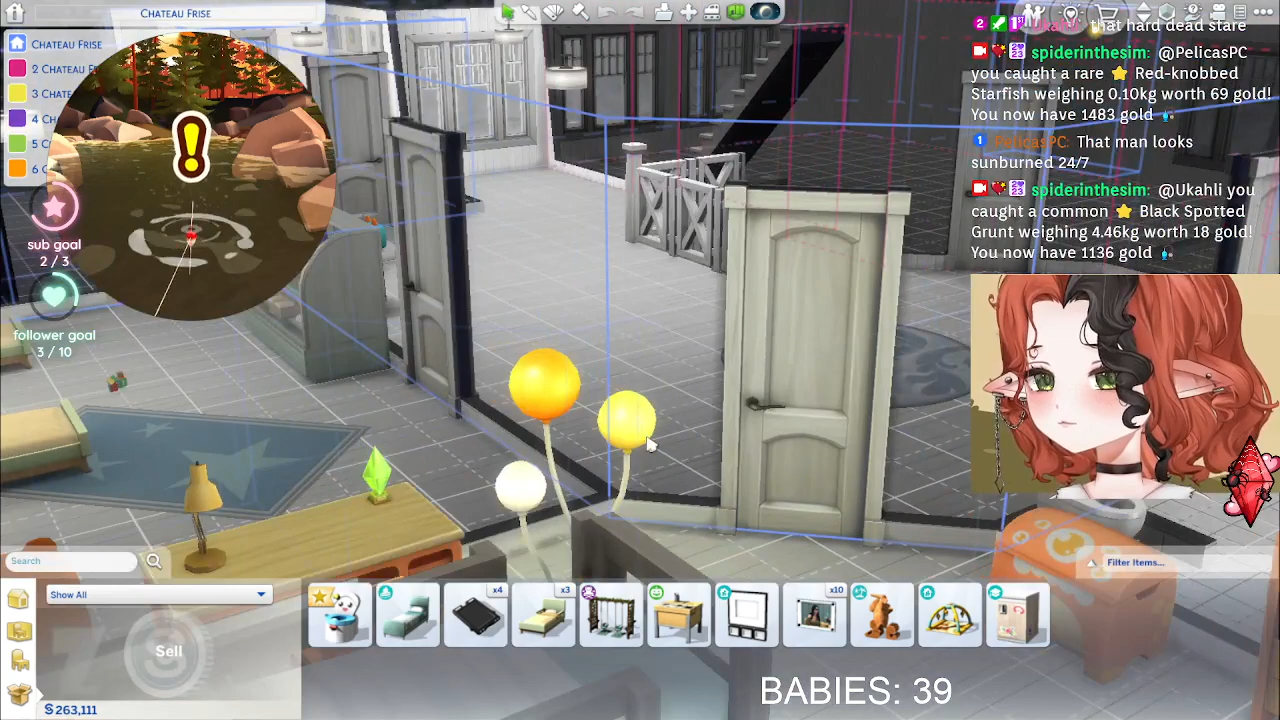 CHATEAU FRISE
CHATEAU FRISE
2 CHATEAU F
3 CHATE
4 CH
5 C
6 C
sub goal
2 / 3
follower goal
3 / 10
that hard dead stare
spiderinthesim: @PelicasPC
you caught a rare ⭐ Red-knobbed
Starfish weighing 0.10kg worth 69 gold!
You now have 1483 gold
PelicasPC: That man looks
sunburned 24/7
spiderinthesim: @Ukahli you
caught a common ⭐ Black Spotted
Grunt weighing 4.46kg worth 18 gold!
You now have 1136 gold
Search
Filter Items...
Show All
x4
x3
x10
Sell
§263,111
BABIES: 39